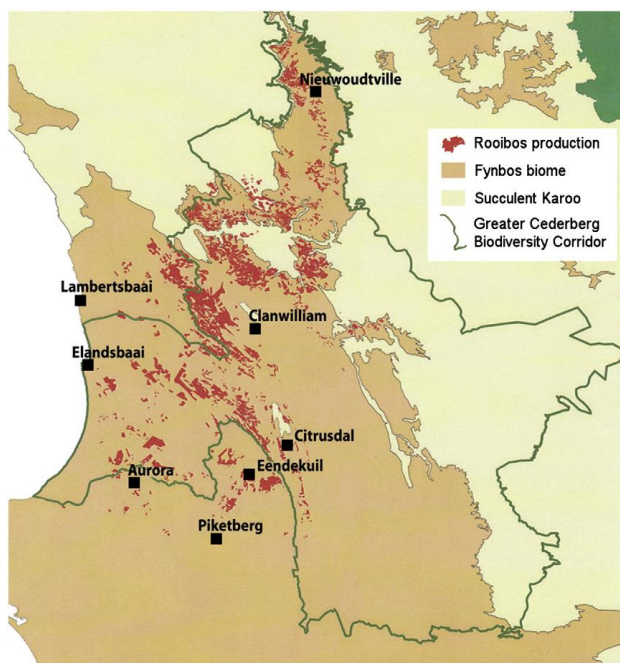 Nieuwoudtville
Rooibos production
Fynbos biome
Succulent Karoo
Greater Cederberg
Biodiversity Corridor
Lambertsbaai
Clanwilliam
Elandsbaai
Citrusdal
Eendekuil
Aurora
Piketberg